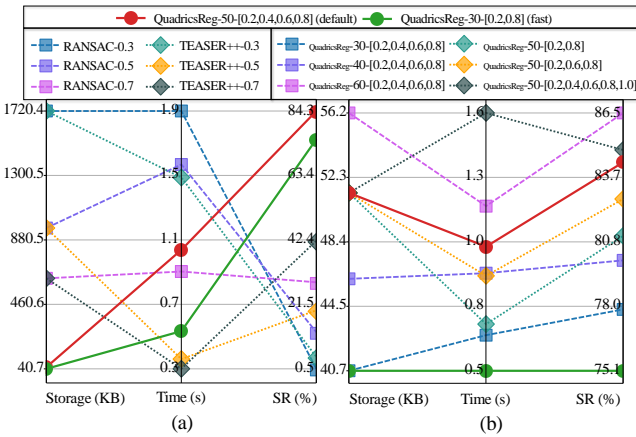 QuadricsReg-50-[0.2,0.4,0.6,0.8] (default) QuadricsReg-30-[0.2,0.8] (fast)
RANSAC-0.3 TEASER++-0.3 QuadricsReg-30-[0.2,0.4,0.6,0.8] QuadricsReg-50-[0.2,0.8]
RANSAC-0.5 TEASER++-0.5 QuadricsReg-40-[0.2,0.4,0.6,0.8] QuadricsReg-50-[0.2,0.6,0.8]
RANSAC-0.7 TEASER++-0.7 QuadricsReg-60-[0.2,0.4,0.6,0.8] QuadricsReg-50-[0.2,0.4,0.6,0.8,1.0]
1720.4 1.9 84.3 56.2 1.6 86.5
1300.5 1.5 63.4 52.3 1.3 83.7
880.5 1.1 42.4 48.4 1.0 80.8
460.6 0.7 21.5 44.5 0.8 78.0
40.7 0.3 0.5 40.7 0.5 75.1
Storage (KB) Time (s) SR (%) Storage (KB) Time (s) SR (%)
(a) (b)